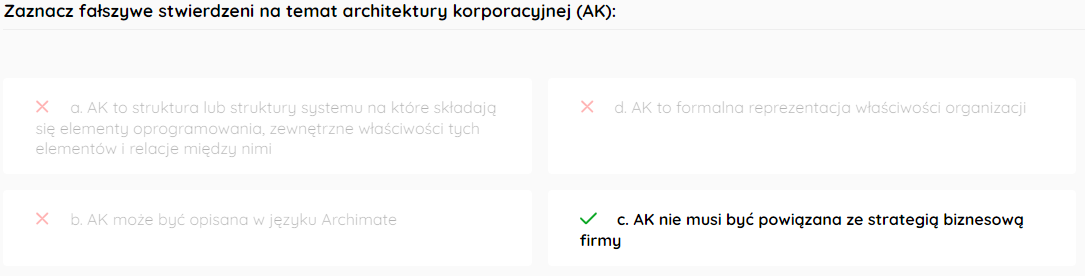 Zaznacz fałszywe stwierdzeni na temat architektury korporacyjnej (AK):
a. AK to struktura lub struktury systemu na które składają
się elementy oprogramowania, zewnętrzne właściwości tych
elementów i relacje między nimi
d. AK to formalna reprezentacja właściwości organizacji
b. AK może być opisana w języku Archimate
c. AK nie musi być powiązana ze strategią biznesową
firmy